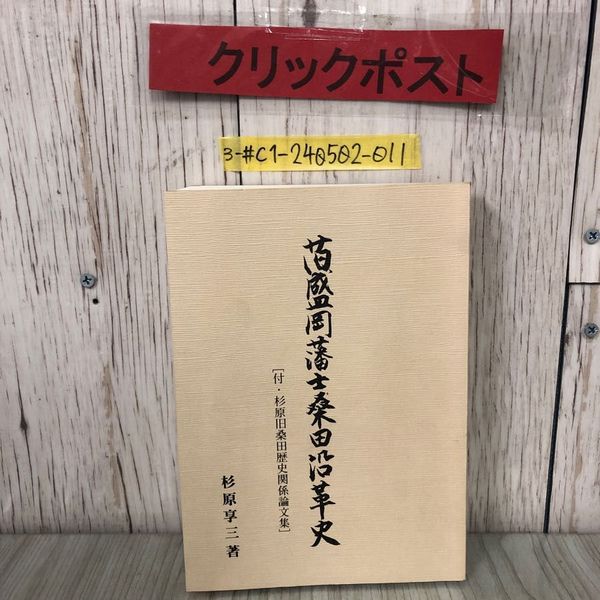 クリックポスト
3-#C1-240502-011
昔盛岡藩士桑田沿革史
[付・杉原旧桑田歴史関係論文集]
杉原享三著